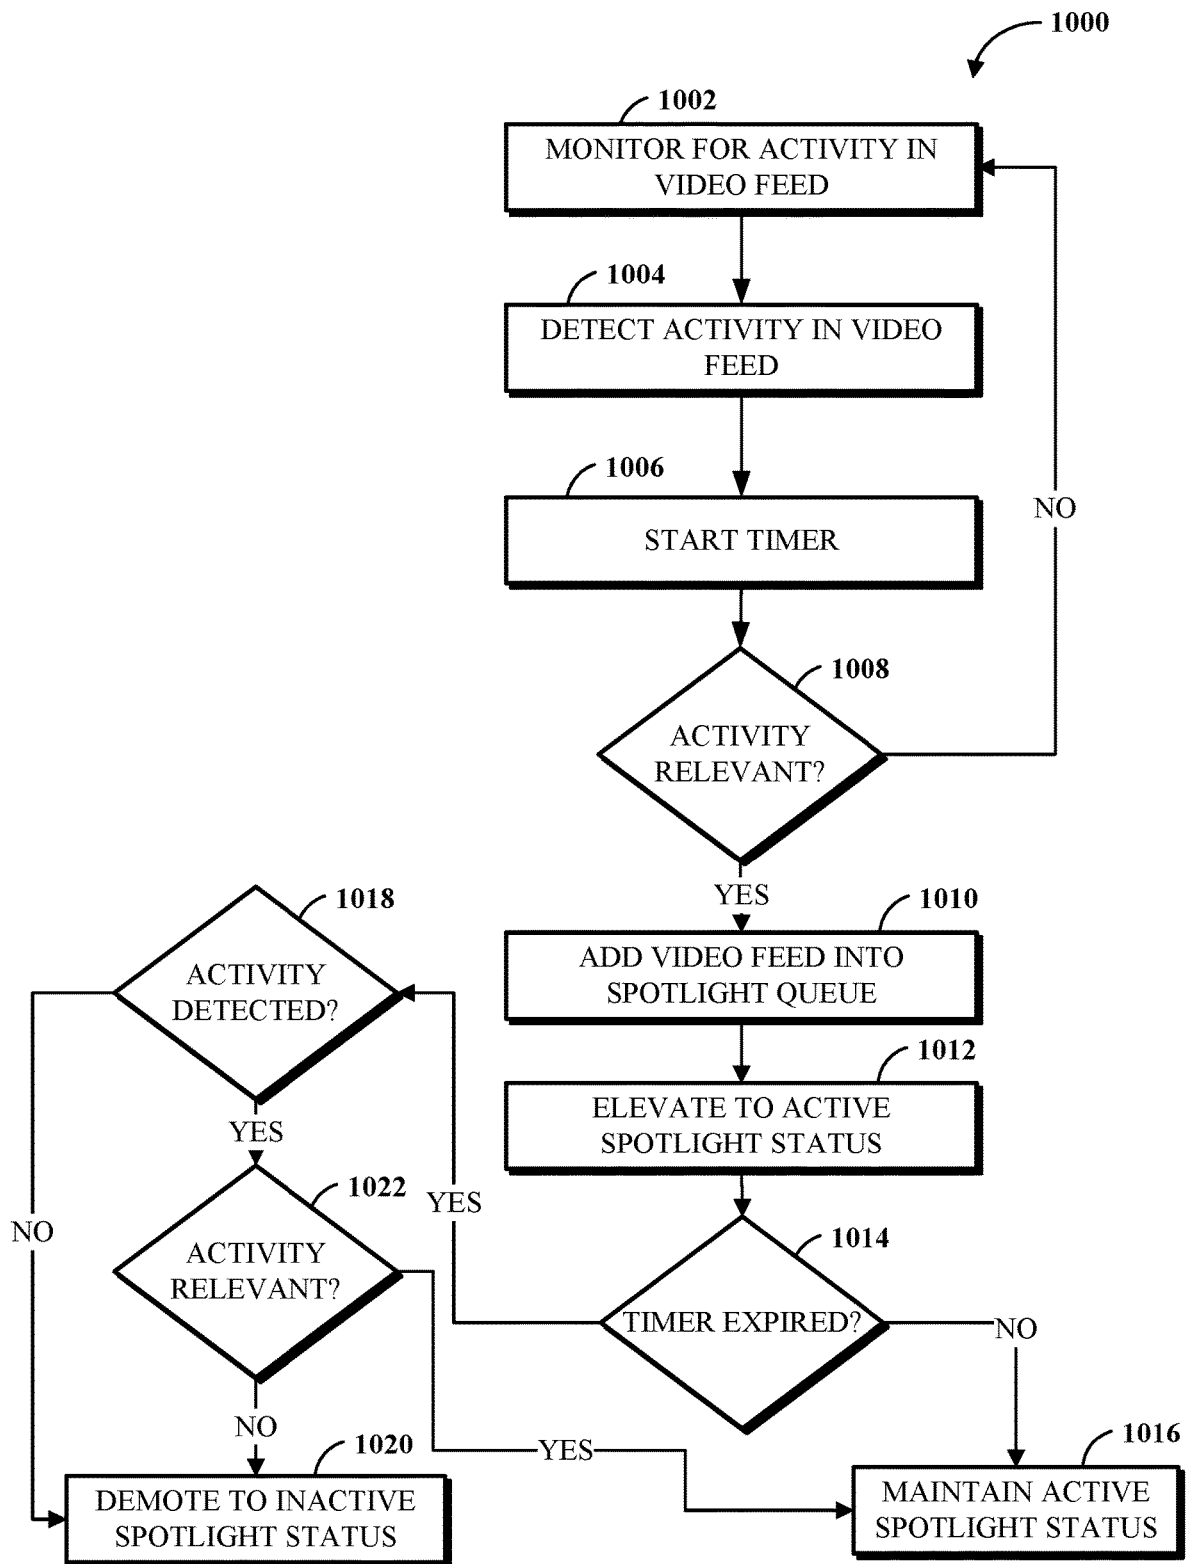 1000
1002
MONITOR FOR ACTIVITY IN
VIDEO FEED
1004
DETECT ACTIVITY IN VIDEO
FEED
1006
START TIMER
NO
1008
ACTIVITY
RELEVANT?
YES
1010
ADD VIDEO FEED INTO
SPOTLIGHT QUEUE
1012
ELEVATE TO ACTIVE
SPOTLIGHT STATUS
1014
TIMER EXPIRED?
NO
1016
MAINTAIN ACTIVE
SPOTLIGHT STATUS
YES
1018
ACTIVITY
DETECTED?
NO
YES
1022
ACTIVITY
RELEVANT?
YES
NO
1020
DEMOTE TO INACTIVE
SPOTLIGHT STATUS